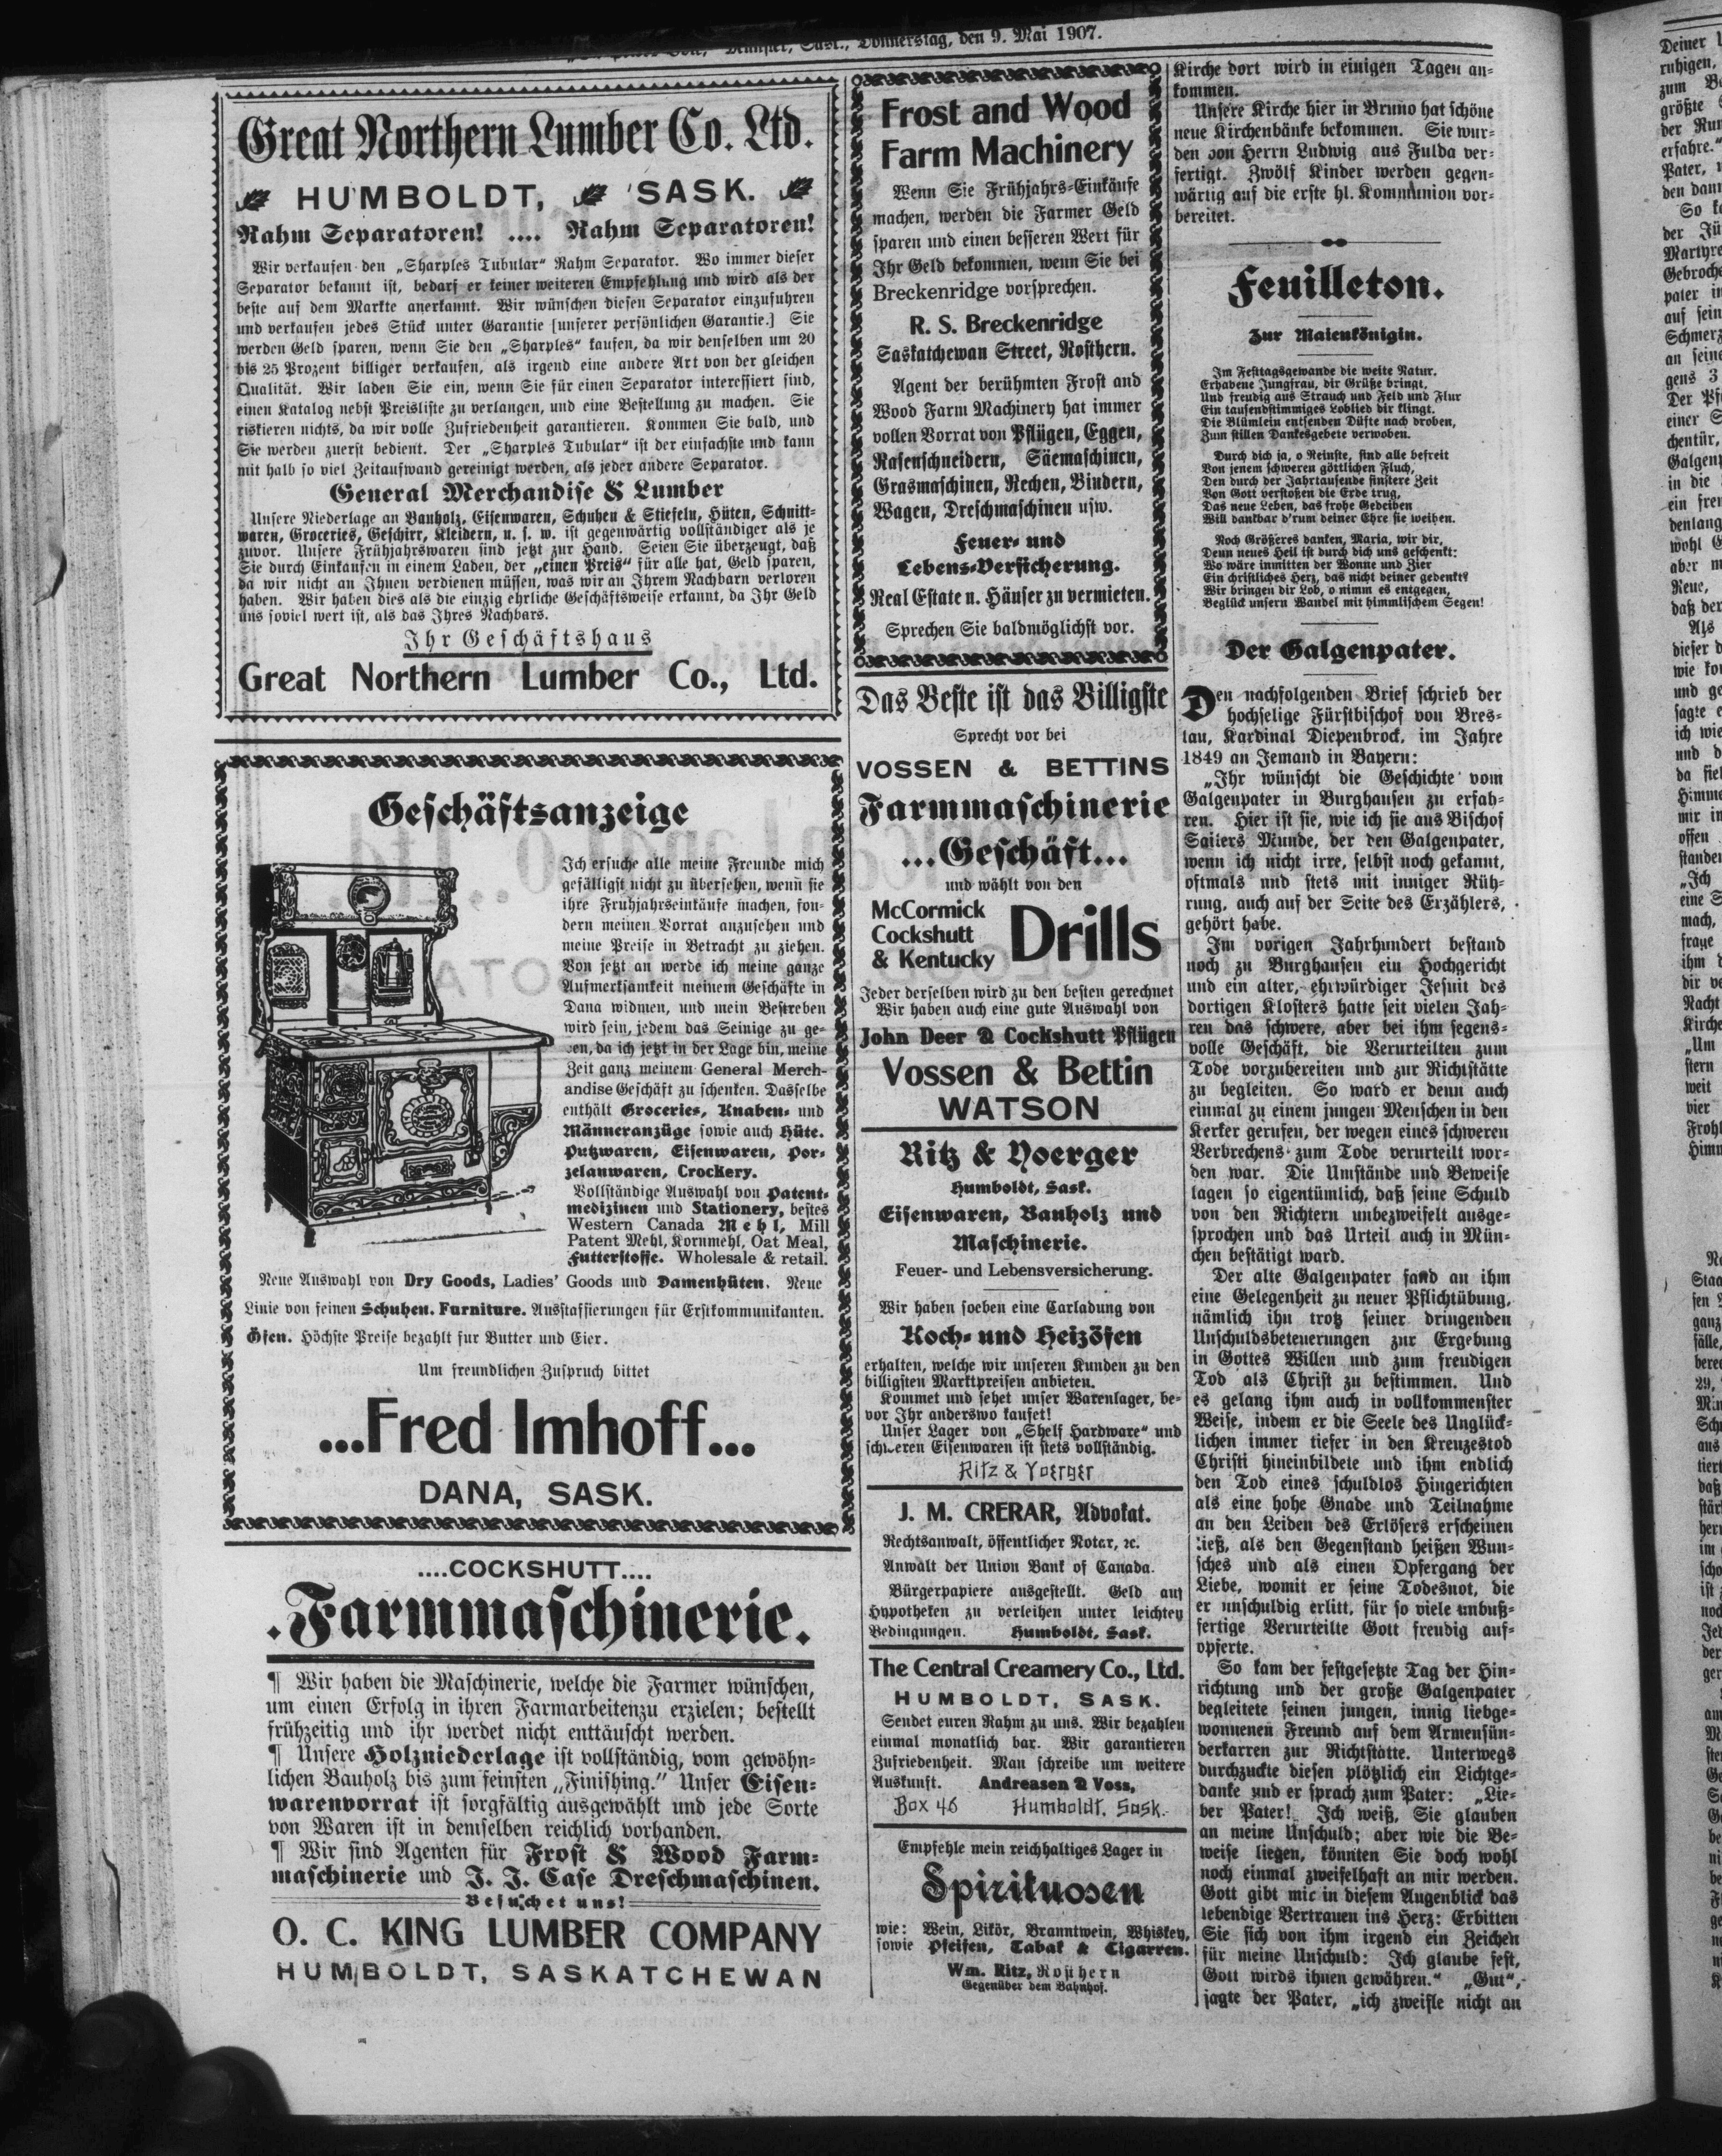 Münster, Sask., Donnerstag, den 9. Mai 1907.
Great Northern Lumber Co. Ltd.
HUMBOLDT, SASK.
Rahm Separatoren! .... Rahm Separatoren!
Wir verkaufen den „Sharples Tubular“ Rahm Separator. Wo immer dieser
Separator bekannt ist, bedarf er keiner weiteren Empfehlung und wird als der
beste auf dem Markte anerkannt. Wir wünschen diesen Separator einzuführen
und verkaufen jedes Stück unter Garantie [unserer persönlichen Garantie.] Sie
werden Geld sparen, wenn Sie den „Sharples“ kaufen, da wir denselben um 20
bis 25 Prozent billiger verkaufen, als irgend eine andere Art von der gleichen
Qualität. Wir laden Sie ein, wenn Sie für einen Separator interessiert sind,
einen Katalog nebst Preisliste zu verlangen, und eine Bestellung zu machen. Sie
riskieren nichts, da wir volle Zufriedenheit garantieren. Kommen Sie bald, und
Sie werden zuerst bedient. Der „Sharples Tubular“ ist der einfachste und kann
mit halb so viel Zeitaufwand gereinigt werden, als jeder andere Separator.
General Merchandise & Lumber
Unsere Niederlage an Bauholz, Eisenwaren, Schuhen & Stiefeln, Hüten, Schnitt-
waren, Groceries, Geschirr, Kleidern, u. s. w. ist gegenwärtig vollständiger als je
zuvor. Unsere Frühjahrswaren sind jetzt zur Hand. Seien Sie überzeugt, daß
Sie durch Einkaufen in einem Laden, der „einen Preis“ für alle hat, Geld sparen,
da wir nicht an Ihnen verdienen müssen, was wir an Ihrem Nachbarn verloren
haben. Wir haben dies als die einzig ehrliche Geschäftsweise erkannt, da Ihr Geld
uns soviel wert ist, als das Ihres Nachbars.
Ihr Geschäftshaus
Great Northern Lumber Co., Ltd.
Geschäftsanzeige
Ich ersuche alle meine Freunde mich
gefälligst nicht zu übersehen, wenn sie
ihre Frühjahrseinkäufe machen, son-
dern meinen Vorrat anzusehen und
meine Preise in Betracht zu ziehen.
Von jetzt an werde ich meine ganze
Aufmerksamkeit meinem Geschäfte in
Dana widmen, und mein Bestreben
wird sein, jedem das Seinige zu ge-
ben, da ich jetzt in der Lage bin, meine
Zeit ganz meinem General Merch-
andise Geschäft zu schenken. Dasselbe
enthält Groceries, Knaben- und
Männeranzüge sowie auch Hüte.
Putzwaren, Eisenwaren, Por-
zelanwaren, Crockery.
Vollständige Auswahl von Patent-
medizinen und Stationery, bestes
Western Canada Mehl, Mill
Patent Mehl, Kornmehl, Oat Meal,
Futterstoffe. Wholesale & retail.
Neue Auswahl von Dry Goods, Ladies' Goods und Damenhüten. Neue
Linie von feinen Schuhen. Furniture. Ausstaffierungen für Erstkommunikanten.
Öfen. Höchste Preise bezahlt für Butter und Eier.
Um freundlichen Zuspruch bittet
...Fred Imhoff...
DANA, SASK.
....COCKSHUTT....
.Farmmaschinerie.
¶ Wir haben die Maschinerie, welche die Farmer wünschen,
um einen Erfolg in ihren Farmarbeitenzu erzielen; bestellt
frühzeitig und ihr werdet nicht enttäuscht werden.
¶ Unsere Holzniederlage ist vollständig, vom gewöhn-
lichen Bauholz bis zum feinsten „Finishing.“ Unser Eisen-
warenvorrat ist sorgfältig ausgewählt und jede Sorte
von Waren ist in demselben reichlich vorhanden.
¶ Wir sind Agenten für Frost & Wood Farm-
maschinerie und J. J. Case Dreschmaschinen.
Besuchet uns!
O. C. KING LUMBER COMPANY
HUMBOLDT, SASKATCHEWAN
Frost and Wood
Farm Machinery
Wenn Sie Frühjahrs-Einkäufe
machen, werden die Farmer Geld
sparen und einen besseren Wert für
Ihr Geld bekommen, wenn Sie bei
Breckenridge vorsprechen.
R. S. Breckenridge
Saskatchewan Street, Rosthern.
Agent der berühmten Frost and
Wood Farm Machinery hat immer
vollen Vorrat von Pflügen, Eggen,
Rasenschneidern, Säemaschinen,
Grasmaschinen, Rechen, Bindern,
Wagen, Dreschmaschinen usw.
Feuer- und
Lebens-Versicherung.
Real Estate u. Häuser zu vermieten.
Sprechen Sie baldmöglichst vor.
Das Beste ist das Billigste
Sprecht vor bei
VOSSEN & BETTINS
Farmmaschinerie
...Geschäft...
und wählt von den
McCormick
Cockshutt
& Kentucky
Drills
Jeder derselben wird zu den besten gerechnet
Wir haben auch eine gute Auswahl von
John Deer & Cockshutt Pflügen
Vossen & Bettin
WATSON
Ritz & Yoerger
Humboldt, Sask.
Eisenwaren, Bauholz und
Maschinerie.
Feuer- und Lebensversicherung.
Wir haben soeben eine Carladung von
Koch- und Heizöfen
erhalten, welche wir unseren Kunden zu den
billigsten Marktpreisen anbieten.
Kommet und sehet unser Warenlager, be-
vor Ihr anderswo kaufet!
Unser Lager von „Shelf Hardware“ und
schweren Eisenwaren ist stets vollständig.
Ritz & Yoerger
J. M. CRERAR, Advokat.
Rechtsanwalt, öffentlicher Notar, ꝛc.
Anwalt der Union Bank of Canada.
Bürgerpapiere ausgestellt. Geld auf
Hypotheken zu verleihen unter leichten
Bedingungen. Humboldt, Sask.
The Central Creamery Co., Ltd.
HUMBOLDT, SASK.
Sendet euren Rahm zu uns. Wir bezahlen
einmal monatlich bar. Wir garantieren
Zufriedenheit. Man schreibe um weitere
Auskunft. Andreasen & Voss,
Box 46 Humboldt, Sask.
Empfehle mein reichhaltiges Lager in
Spirituosen
wie: Wein, Likör, Branntwein, Whiskey,
sowie Pfeifen, Tabak & Cigarren.
Wm. Ritz, Rosthern
Gegenüber dem Bahnhof.
Kirche dort wird in einigen Tagen an-
kommen.
Unsere Kirche hier in Bruno hat schöne
neue Kirchenbänke bekommen. Sie wur-
den von Herrn Ludwig aus Fulda ver-
fertigt. Zwölf Kinder werden gegen-
wärtig auf die erste hl. Kommunion vor-
bereitet.
Feuilleton.
Zur Maienkönigin.
Im Festtagsgewande die weite Natur.
Erhabene Jungfrau, dir Grüße bringt,
Und freudig aus Strauch und Feld und Flur
Ein tausendstimmiges Loblied dir klingt.
Die Blümlein entsenden Düfte nach droben,
Zum stillen Dankesgebete verwoben.
Durch dich ja, o Reinste, sind alle befreit
Von jenem schweren göttlichen Fluch,
Den durch der Jahrtausende finstere Zeit
Von Gott verstoßen die Erde trug,
Das neue Leben, das frohe Gedeihen
Will dankbar d'rum deiner Ehre sie weihen.
Noch Größeres danken, Maria, wir dir,
Denn neues Heil ist durch dich uns geschenkt:
Wo wäre inmitten der Wonne und Zier
Ein christliches Herz, das nicht deiner gedenkt?
Wir bringen dir Lob, o nimm es entgegen,
Beglück unsern Wandel mit himmlischem Segen!
Der Galgenpater.
Den nachfolgenden Brief schrieb der
hochselige Fürstbischof von Bres-
lau, Kardinal Diepenbrock, im Jahre
1849 an Jemand in Bayern:
„Ihr wünscht die Geschichte vom
Galgenpater in Burghausen zu erfah-
ren. Hier ist sie, wie ich sie aus Bischof
Sailers Munde, der den Galgenpater,
wenn ich nicht irre, selbst noch gekannt,
oftmals und stets mit inniger Rüh-
rung, auch auf der Seite des Erzählers,
gehört habe.
Im vorigen Jahrhundert bestand
noch zu Burghausen ein Hochgericht
und ein alter, ehrwürdiger Jesuit des
dortigen Klosters hatte seit vielen Jah-
ren das schwere, aber bei ihm segens-
volle Geschäft, die Verurteilten zum
Tode vorzubereiten und zur Richtstätte
zu begleiten. So ward er denn auch
einmal zu einem jungen Menschen in den
Kerker gerufen, der wegen eines schweren
Verbrechens zum Tode verurteilt wor-
den war. Die Umstände und Beweise
lagen so eigentümlich, daß seine Schuld
von den Richtern unbezweifelt ausge-
sprochen und das Urteil auch in Mün-
chen bestätigt ward.
Der alte Galgenpater fand an ihm
eine Gelegenheit zu neuer Pflichtübung,
nämlich ihn trotz seiner dringenden
Unschuldsbeteuerungen zur Ergebung
in Gottes Willen und zum freudigen
Tod als Christ zu bestimmen. Und
es gelang ihm auch in vollkommenster
Weise, indem er die Seele des Unglück-
lichen immer tiefer in den Kreuzestod
Christi hineinbildete und ihm endlich
den Tod eines schuldlos Hingerichten
als eine hohe Gnade und Teilnahme
an den Leiden des Erlösers erscheinen
ließ, als den Gegenstand heißen Wun-
sches und als einen Opfergang der
Liebe, womit er seine Todesnot, die
er unschuldig erlitt, für so viele unbuß-
fertige Verurteilte Gott freudig auf-
opferte.
So kam der festgesetzte Tag der Hin-
richtung und der große Galgenpater
begleitete seinen jungen, innig liebge-
wonnenen Freund auf dem Armensün-
derkarren zur Richtstätte. Unterwegs
durchzuckte diesen plötzlich ein Lichtge-
danke und er sprach zum Pater: „Lie-
ber Pater! Ich weiß, Sie glauben
an meine Unschuld; aber wie die Be-
weise liegen, könnten Sie doch wohl
noch einmal zweifelhaft an mir werden.
Gott gibt mir in diesem Augenblick das
lebendige Vertrauen ins Herz: Erbitten
Sie sich von ihm irgend ein Zeichen
für meine Unschuld: Ich glaube fest,
Gott wirds ihnen gewähren.“ „Gut“,
sagte der Pater, „ich zweifle nicht an